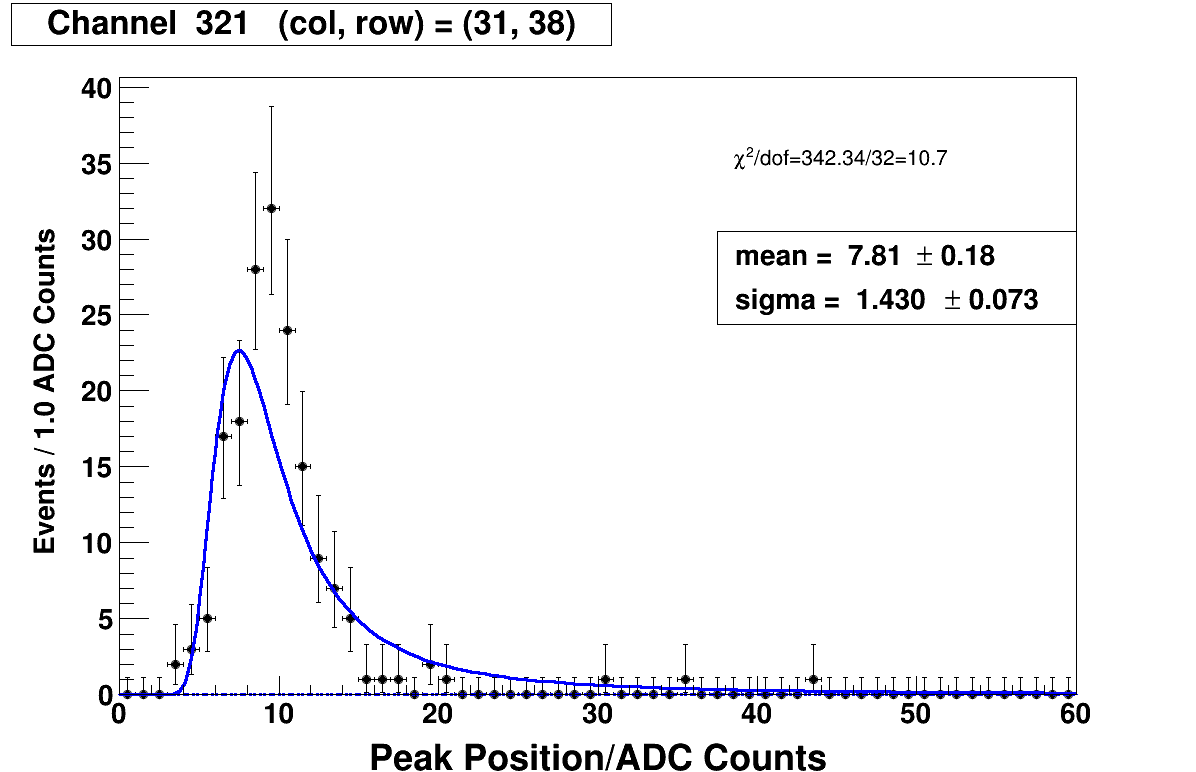 Channel 321 (col, row) = (31, 38)
40
35
30
25
20
15
10
5
0
Events / 1.0 ADC Counts
χ²/dof=342.34/32=10.7
mean = 7.81 ± 0.18
sigma = 1.430 ± 0.073
0 10 20 30 40 50 60
Peak Position/ADC Counts